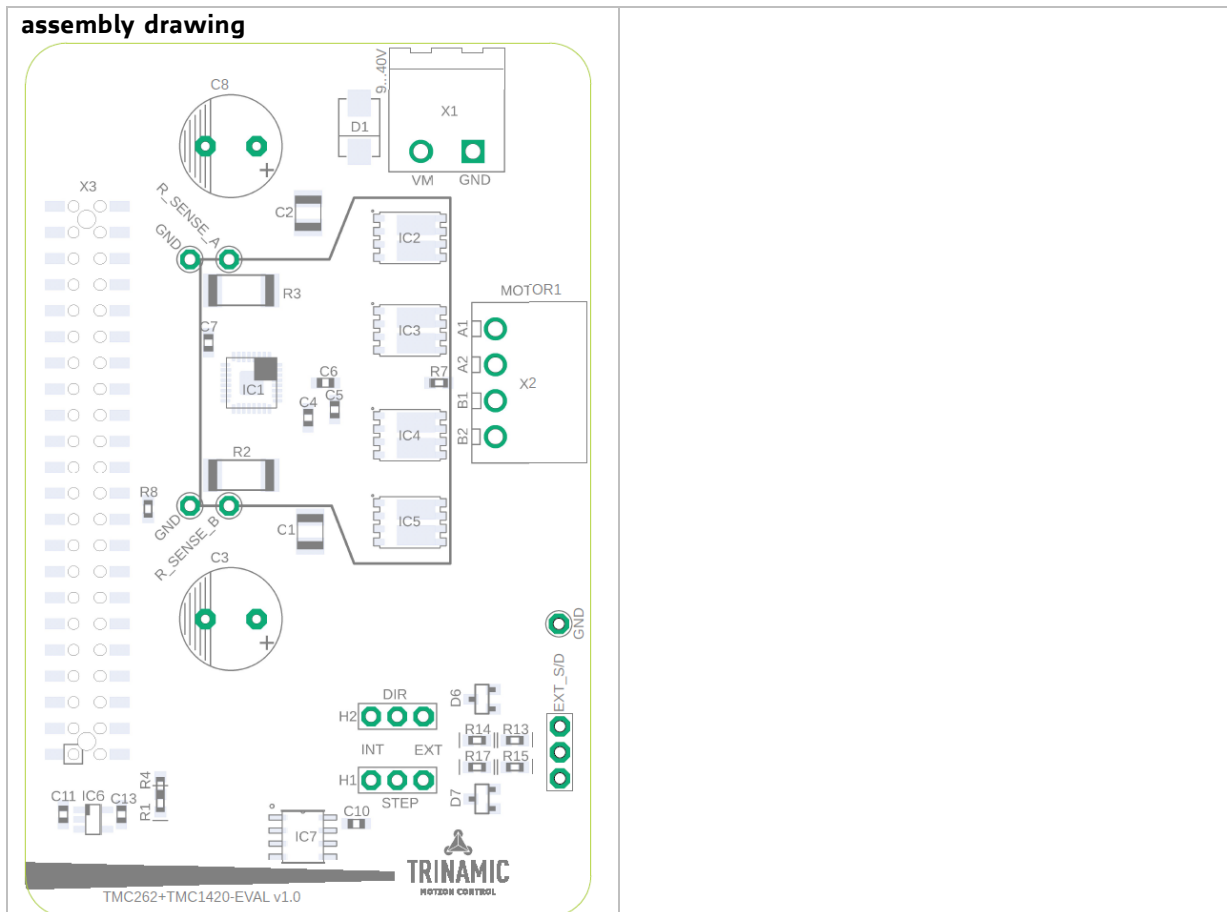 assembly drawing
9...40V
C8
X1
D1
VM GND
X3
R_SENSE_A
C2
GND
IC2
R3
MOTOR1
C7
IC3
A1
A2
C6
R7
X2
IC1
C5
C4
B1
IC4
B2
R2
R8
GND
R_SENSE_B
C1
IC5
C3
GND
EXT_S/D
DIR
D6
H2
R14 R13
INT EXT
R17 R15
H1
STEP
D7
R4
C11 IC6 C13
R1
C10
IC7
TRINAMIC
MOTION CONTROL
TMC262+TMC1420-EVAL v1.0